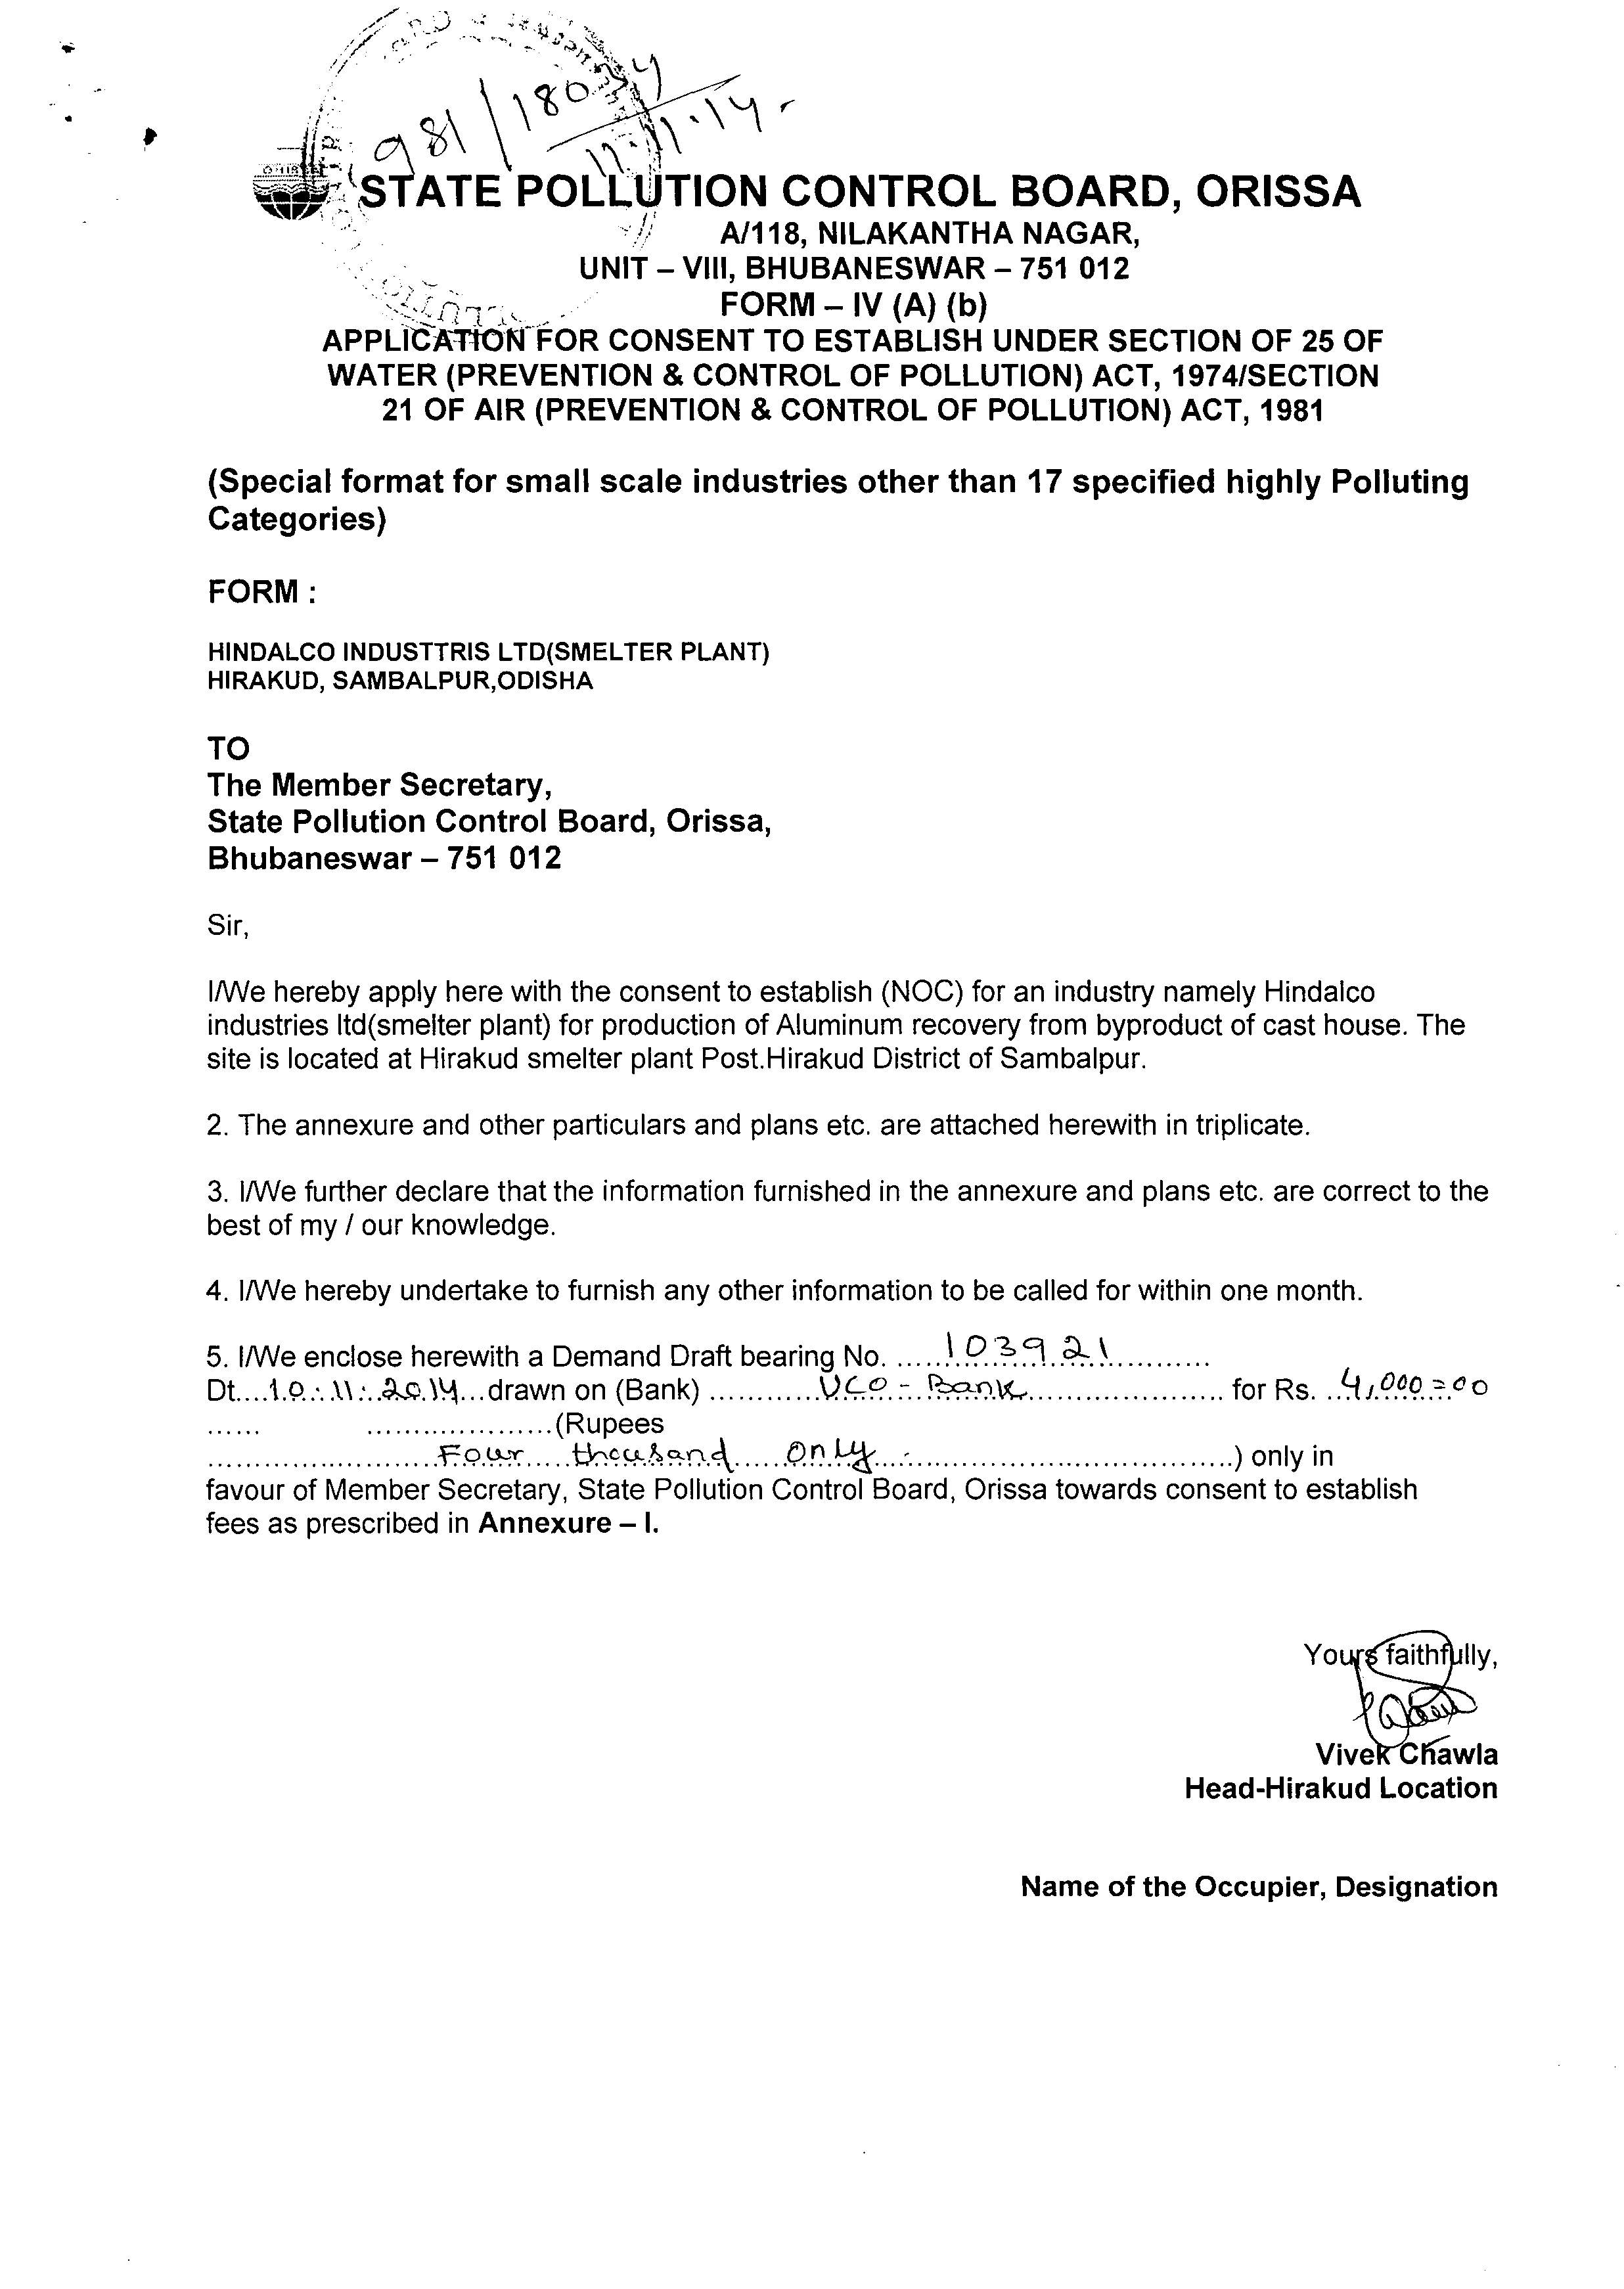 981/180
11.11.14
STATE POLLUTION CONTROL BOARD, ORISSA
A/118, NILAKANTHA NAGAR,
UNIT – VIII, BHUBANESWAR – 751 012
FORM – IV (A) (b)
APPLICATION FOR CONSENT TO ESTABLISH UNDER SECTION OF 25 OF
WATER (PREVENTION & CONTROL OF POLLUTION) ACT, 1974/SECTION
21 OF AIR (PREVENTION & CONTROL OF POLLUTION) ACT, 1981
(Special format for small scale industries other than 17 specified highly Polluting
Categories)
FORM :
HINDALCO INDUSTTRIS LTD(SMELTER PLANT)
HIRAKUD, SAMBALPUR,ODISHA
TO
The Member Secretary,
State Pollution Control Board, Orissa,
Bhubaneswar – 751 012
Sir,
I/We hereby apply here with the consent to establish (NOC) for an industry namely Hindalco
industries ltd(smelter plant) for production of Aluminum recovery from byproduct of cast house. The
site is located at Hirakud smelter plant Post.Hirakud District of Sambalpur.
2. The annexure and other particulars and plans etc. are attached herewith in triplicate.
3. I/We further declare that the information furnished in the annexure and plans etc. are correct to the
best of my / our knowledge.
4. I/We hereby undertake to furnish any other information to be called for within one month.
5. I/We enclose herewith a Demand Draft bearing No. ......103921............
Dt....10.11.2014...drawn on (Bank) ............UCO-Bank...................... for Rs. ..4,000=00
...... ....................(Rupees
.........................Four.....thousand.....only.......................................) only in
favour of Member Secretary, State Pollution Control Board, Orissa towards consent to establish
fees as prescribed in Annexure – I.
Yours faithfully,
Vivek Chawla
Head-Hirakud Location
Name of the Occupier, Designation